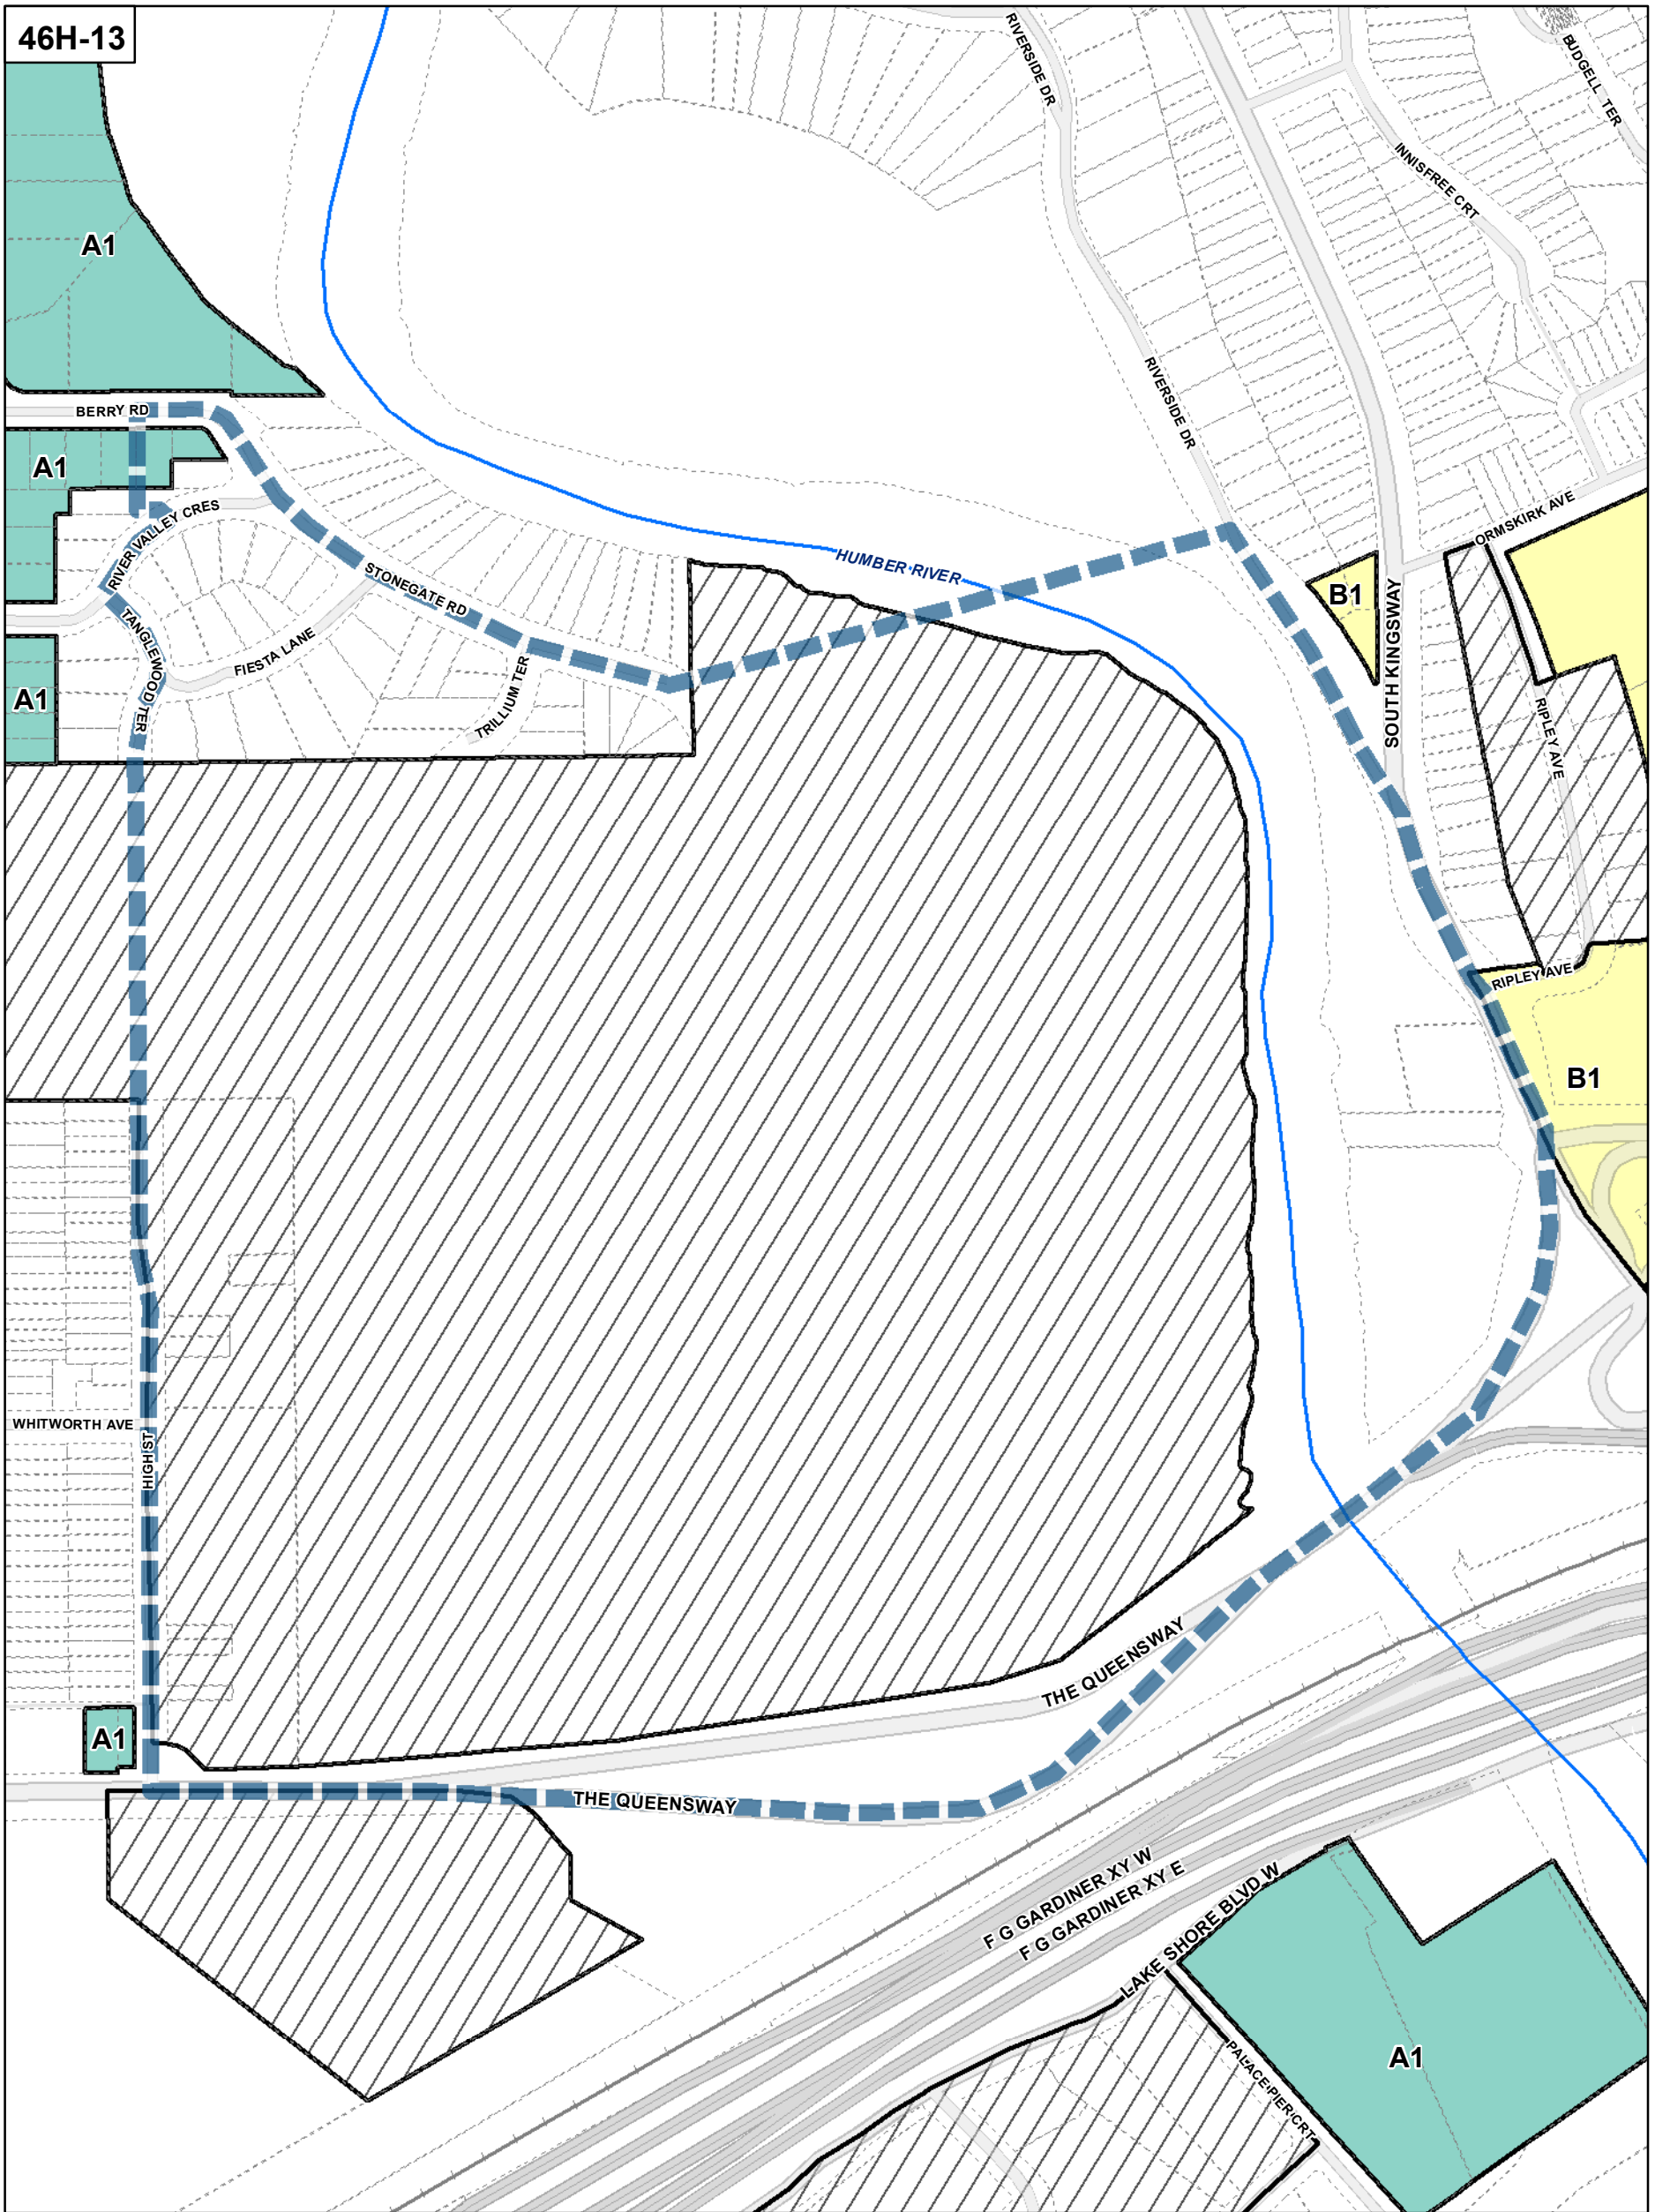 46H-13
RIVERSIDE DR
BUDGELL TER
INNISFREE CRT
A1
RIVERSIDE DR
BERRY RD
A1
RIVER VALLEY CRES
ORMSKIRK AVE
HUMBER RIVER
STONEGATE RD
B1
TANGLEWOOD TER
FIESTA LANE
SOUTH KINGSWAY
A1
TRILLIUM TER
RIPLEY AVE
RIPLEY AVE
B1
WHITWORTH AVE
HIGH ST
THE QUEENSWAY
A1
THE QUEENSWAY
F G GARDINER XY W
F G GARDINER XY E
LAKE SHORE BLVD W
A1
PALACE PIER CRT